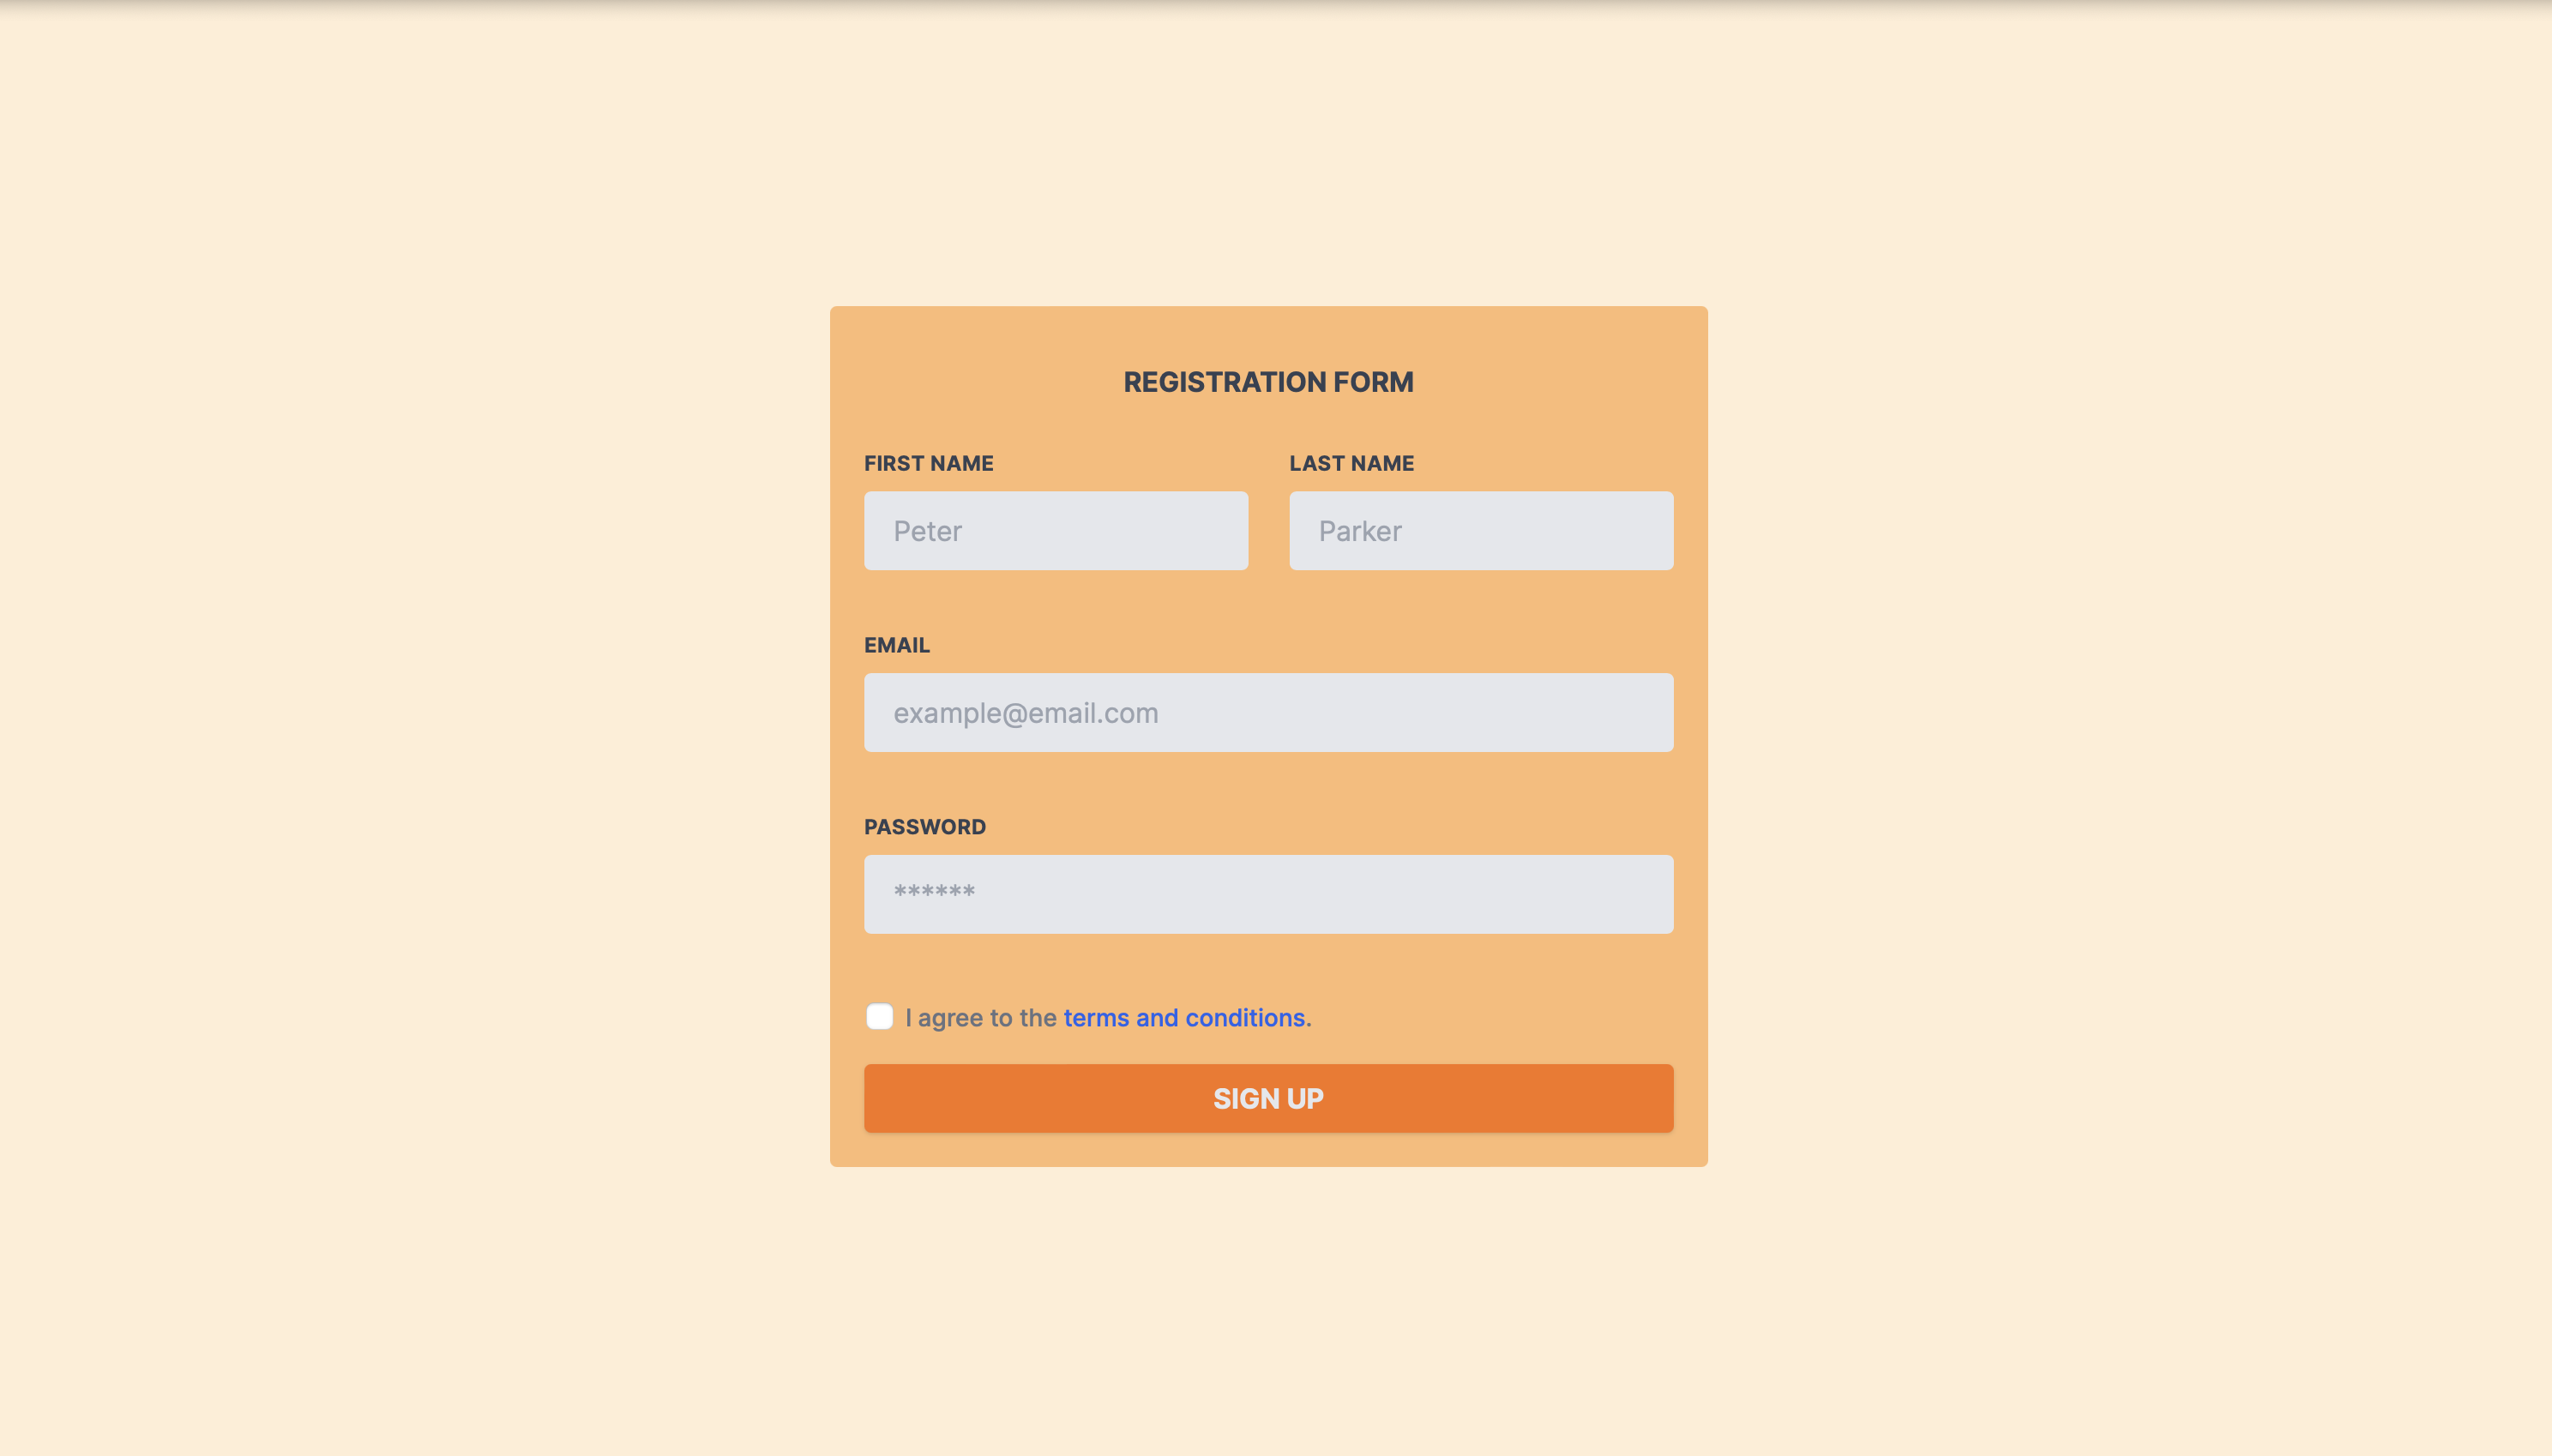 REGISTRATION FORM
FIRST NAME
LAST NAME
Peter
Parker
EMAIL
example@email.com
PASSWORD
******
I agree to the terms and conditions.
SIGN UP